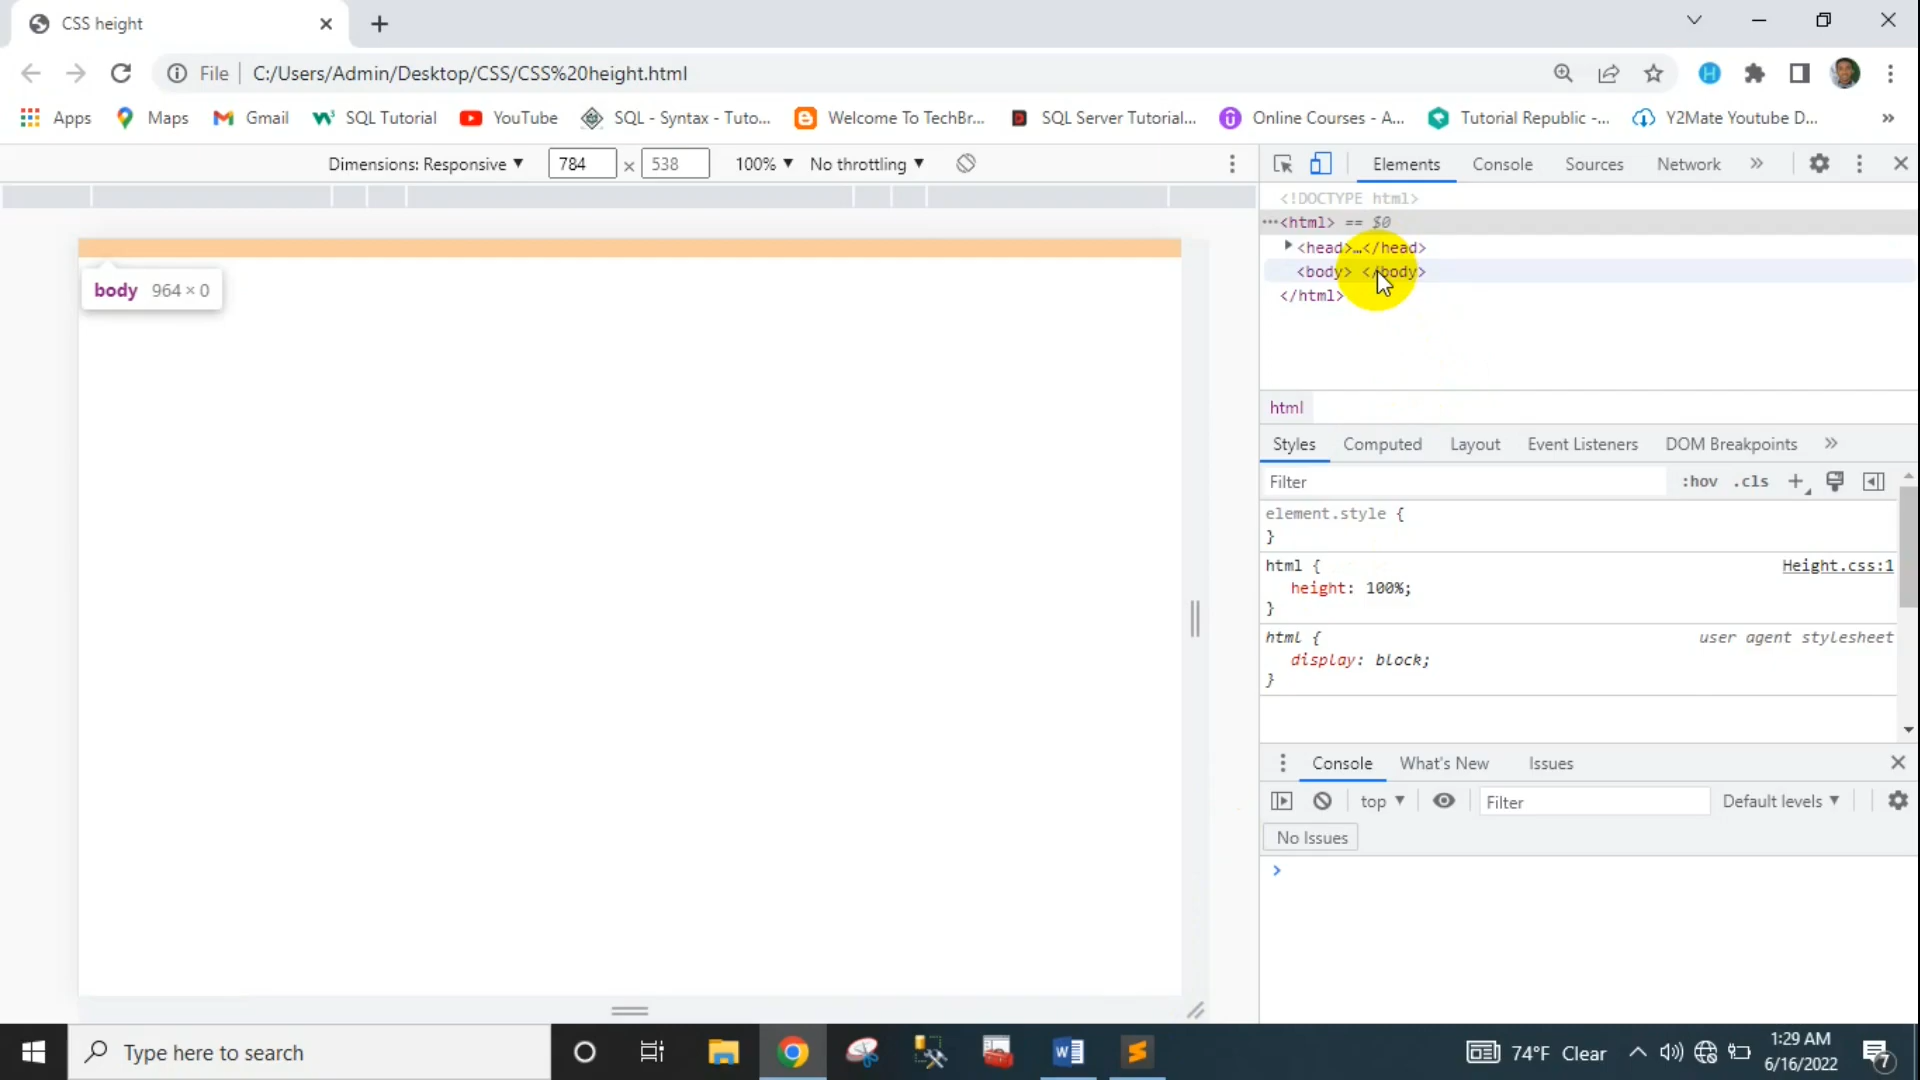 CSS height
File
C:/Users/Admin/Desktop/CSS/CSS%20height.html
Apps
Maps
Gmail
SQL Tutorial
YouTube
SQL - Syntax - Tuto...
Welcome To TechBr...
SQL Server Tutorial...
Online Courses - A...
Tutorial Republic -...
Y2Mate Youtube D...
»
Dimensions: Responsive
784 × 538
100%
No throttling
Elements
Console
Sources
Network
»
<!DOCTYPE html>
···<html> == $0
<head>…</head>
<body> </body>
</html>
body 964 × 0
html
Styles
Computed
Layout
Event Listeners
DOM Breakpoints
»
Filter
:hov .cls
element.style {
}
html {
Height.css:1
height: 100%;
}
html {
user agent stylesheet
display: block;
}
Console
What's New
Issues
top
Filter
Default levels
No Issues
Type here to search
74°F Clear
1:29 AM
6/16/2022
7